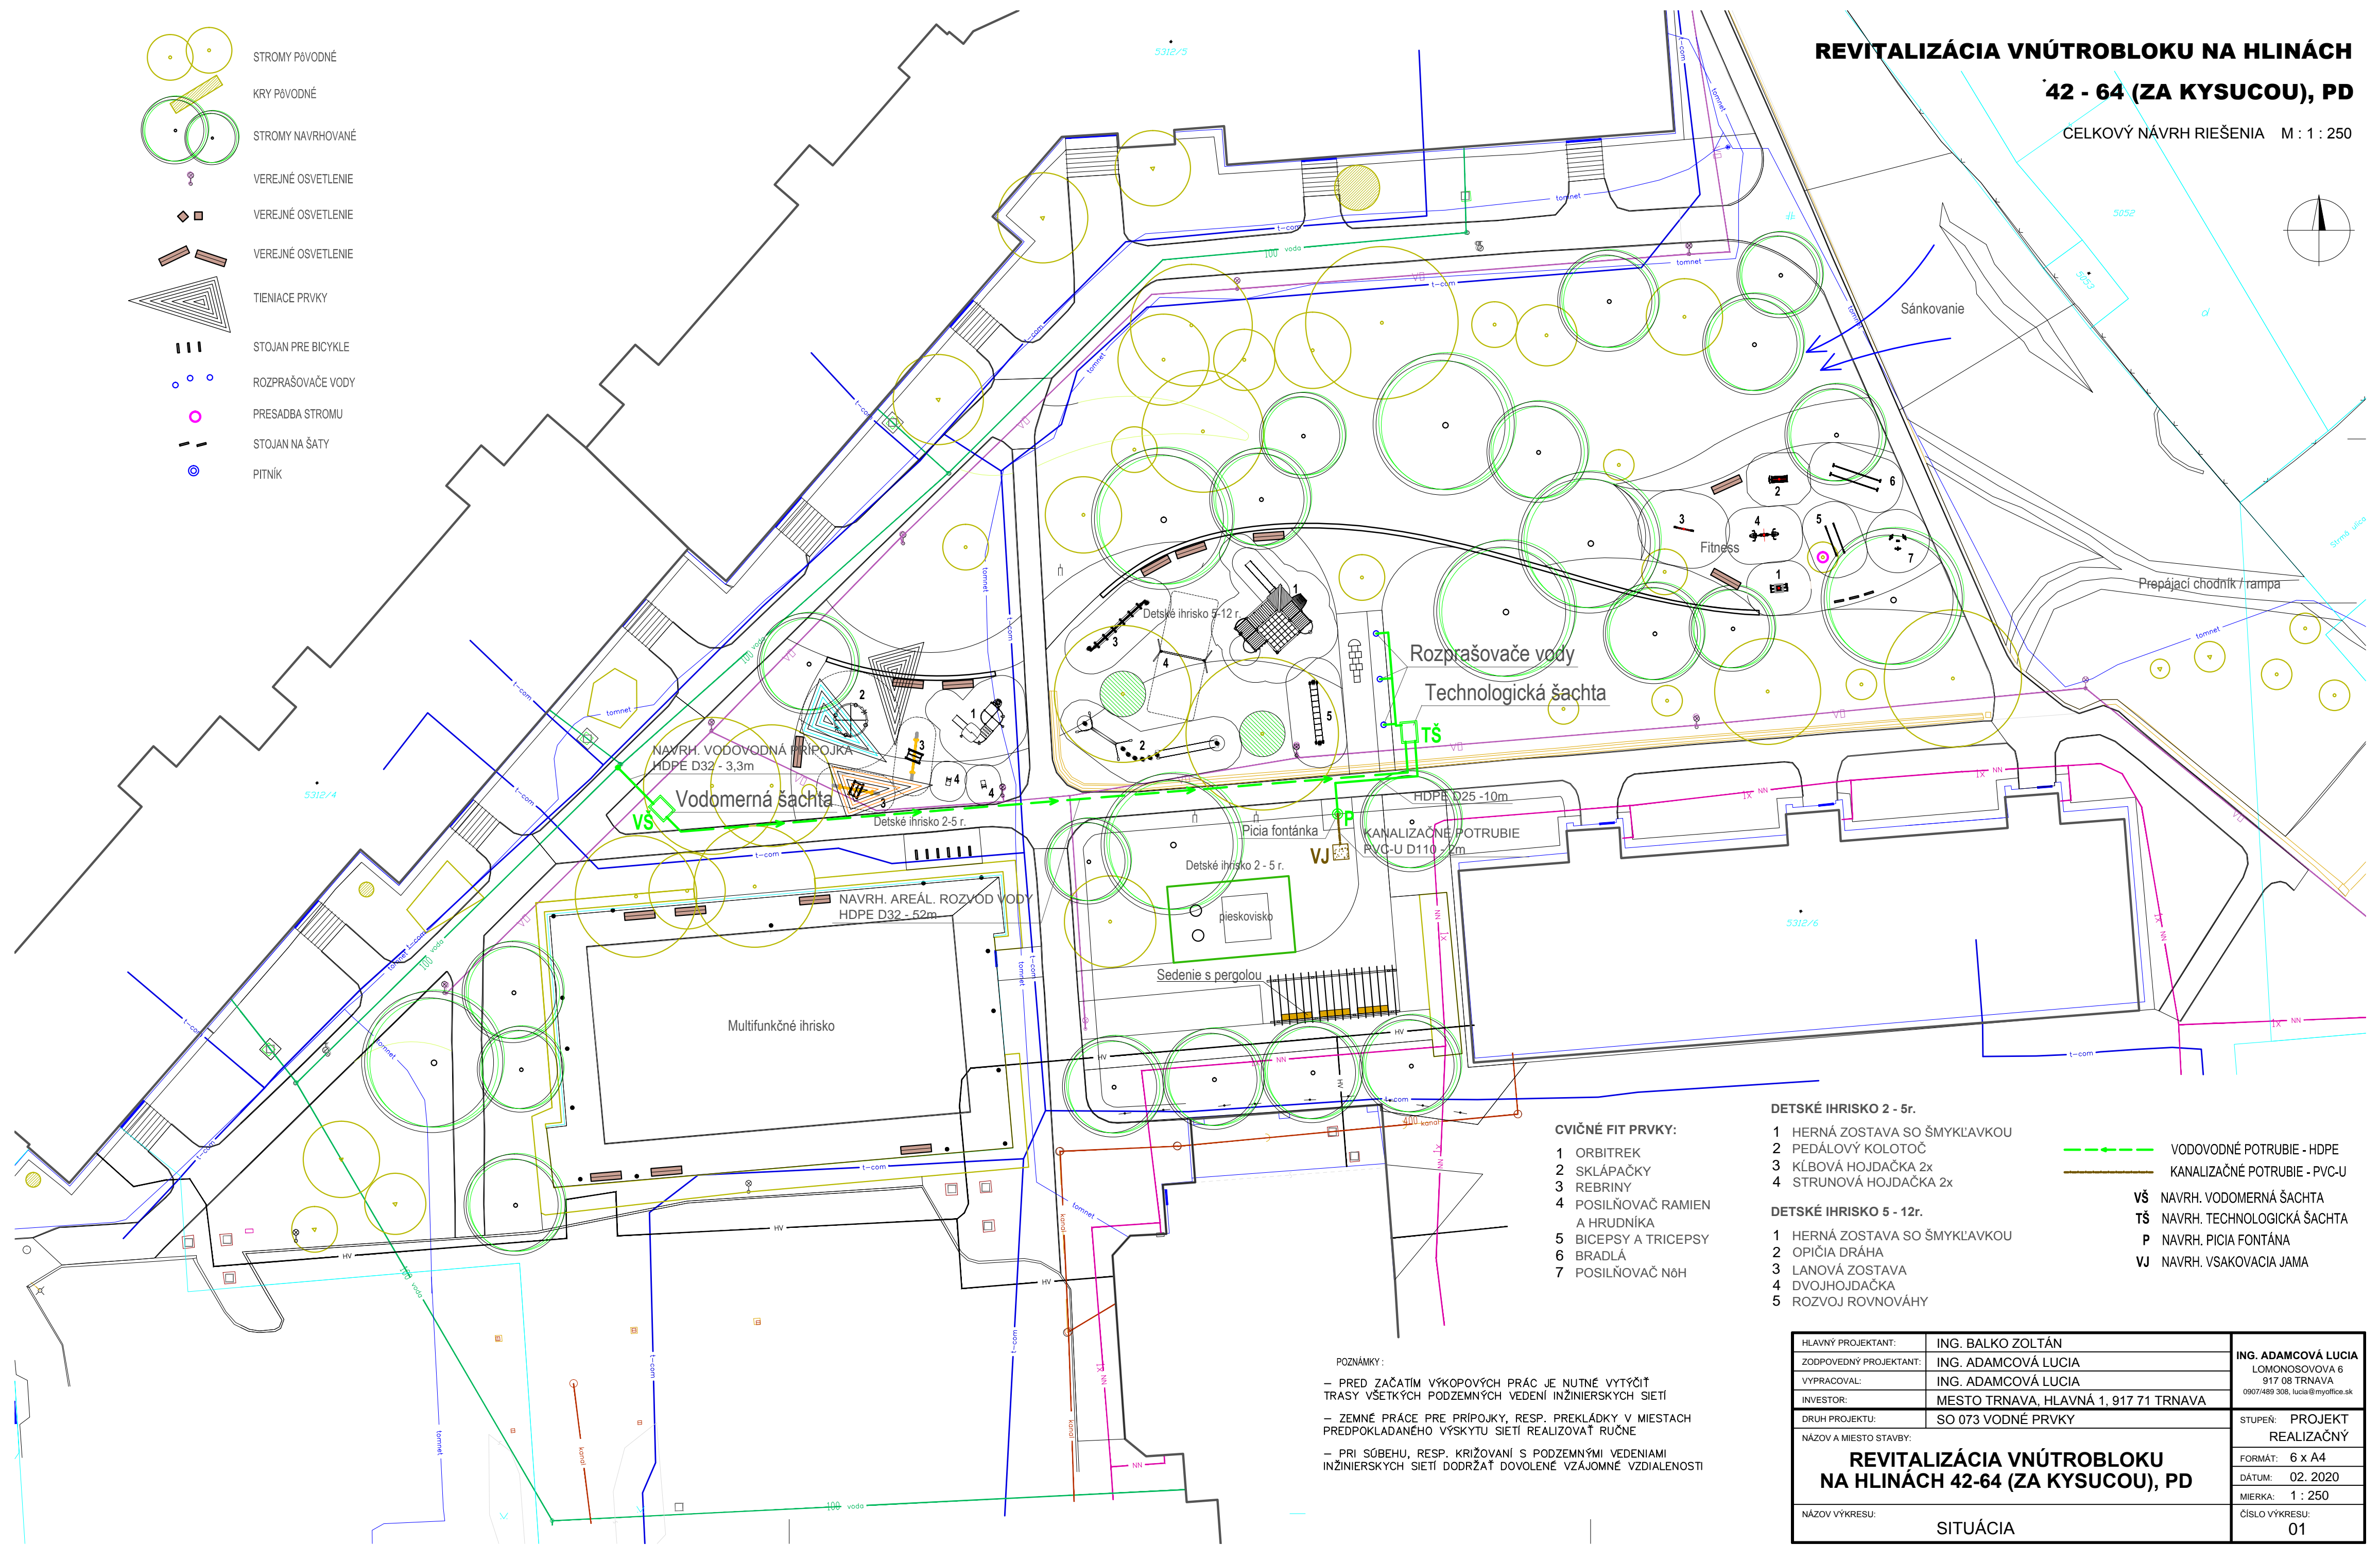 REVITALIZÁCIA VNÚTROBLOKU NA HLINÁCH
42 - 64 (ZA KYSUCOU), PD
CELKOVÝ NÁVRH RIEŠENIA M : 1 : 250
STROMY PôVODNÉ
KRY PôVODNÉ
STROMY NAVRHOVANÉ
VEREJNÉ OSVETLENIE
VEREJNÉ OSVETLENIE
VEREJNÉ OSVETLENIE
TIENIACE PRVKY
STOJAN PRE BICYKLE
ROZPRAŠOVAČE VODY
PRESADBA STROMU
STOJAN NA ŠATY
PITNÍK
5312/5
5052
5053
Sánkovanie
Fitness
Prepájací chodník / rampa
Detské ihrisko 5-12 r.
Rozprašovače vody
Technologická šachta
TŠ
NAVRH. VODOVODNÁ PRÍPOJKA
HDPE D32 - 3,3m
Vodomerná šachta
VŠ
Detské ihrisko 2-5 r.
HDPE D25 -10m
Picia fontánka
P
KANALIZAČNÉ POTRUBIE
PVC-U D110 - 2m
VJ
Detské ihrisko 2 - 5 r.
NAVRH. AREÁL. ROZVOD VODY
HDPE D32 - 52m
pieskovisko
Sedenie s pergolou
Multifunkčné ihrisko
5312/4
5312/6
CVIČNÉ FIT PRVKY:
1 ORBITREK
2 SKLÁPAČKY
3 REBRINY
4 POSILŇOVAČ RAMIEN
A HRUDNÍKA
5 BICEPSY A TRICEPSY
6 BRADLÁ
7 POSILŇOVAČ NôH
DETSKÉ IHRISKO 2 - 5r.
1 HERNÁ ZOSTAVA SO ŠMYKĽAVKOU
2 PEDÁLOVÝ KOLOTOČ
3 KĹBOVÁ HOJDAČKA 2x
4 STRUNOVÁ HOJDAČKA 2x
DETSKÉ IHRISKO 5 - 12r.
1 HERNÁ ZOSTAVA SO ŠMYKĽAVKOU
2 OPIČIA DRÁHA
3 LANOVÁ ZOSTAVA
4 DVOJHOJDAČKA
5 ROZVOJ ROVNOVÁHY
VODOVODNÉ POTRUBIE - HDPE
KANALIZAČNÉ POTRUBIE - PVC-U
VŠ NAVRH. VODOMERNÁ ŠACHTA
TŠ NAVRH. TECHNOLOGICKÁ ŠACHTA
P NAVRH. PICIA FONTÁNA
VJ NAVRH. VSAKOVACIA JAMA
POZNÁMKY :
– PRED ZAČATÍM VÝKOPOVÝCH PRÁC JE NUTNÉ VYTÝČIŤ
TRASY VŠETKÝCH PODZEMNÝCH VEDENÍ INŽINIERSKYCH SIETÍ
– ZEMNÉ PRÁCE PRE PRÍPOJKY, RESP. PREKLÁDKY V MIESTACH
PREDPOKLADANÉHO VÝSKYTU SIETÍ REALIZOVAŤ RUČNE
– PRI SÚBEHU, RESP. KRIŽOVANÍ S PODZEMNÝMI VEDENIAMI
INŽINIERSKYCH SIETÍ DODRŽAŤ DOVOLENÉ VZÁJOMNÉ VZDIALENOSTI
HLAVNÝ PROJEKTANT: ING. BALKO ZOLTÁN
ZODPOVEDNÝ PROJEKTANT: ING. ADAMCOVÁ LUCIA
VYPRACOVAL: ING. ADAMCOVÁ LUCIA
INVESTOR: MESTO TRNAVA, HLAVNÁ 1, 917 71 TRNAVA
DRUH PROJEKTU: SO 073 VODNÉ PRVKY
NÁZOV A MIESTO STAVBY:
REVITALIZÁCIA VNÚTROBLOKU
NA HLINÁCH 42-64 (ZA KYSUCOU), PD
NÁZOV VÝKRESU:
SITUÁCIA
ING. ADAMCOVÁ LUCIA
LOMONOSOVOVA 6
917 08 TRNAVA
0907/489 308, lucia@myoffice.sk
STUPEŇ: PROJEKT
REALIZAČNÝ
FORMÁT: 6 x A4
DÁTUM: 02. 2020
MIERKA: 1 : 250
ČÍSLO VÝKRESU:
01